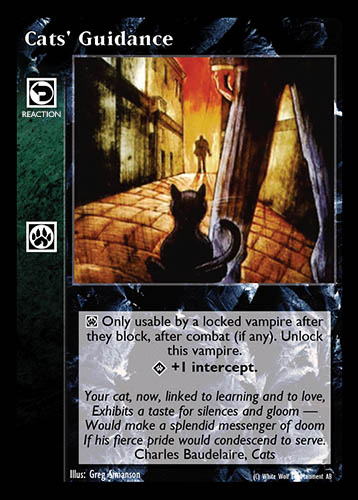 Cats' Guidance
REACTION
Only usable by a locked vampire after
they block, after combat (if any). Unlock
this vampire.
+1 intercept.
Your cat, now, linked to learning and to love,
Exhibits a taste for silences and gloom —
Would make a splendid messenger of doom
If his fierce pride would condescend to serve.
Charles Baudelaire, Cats
Illus: Greg Simanson
(C) White Wolf Entertainment AB